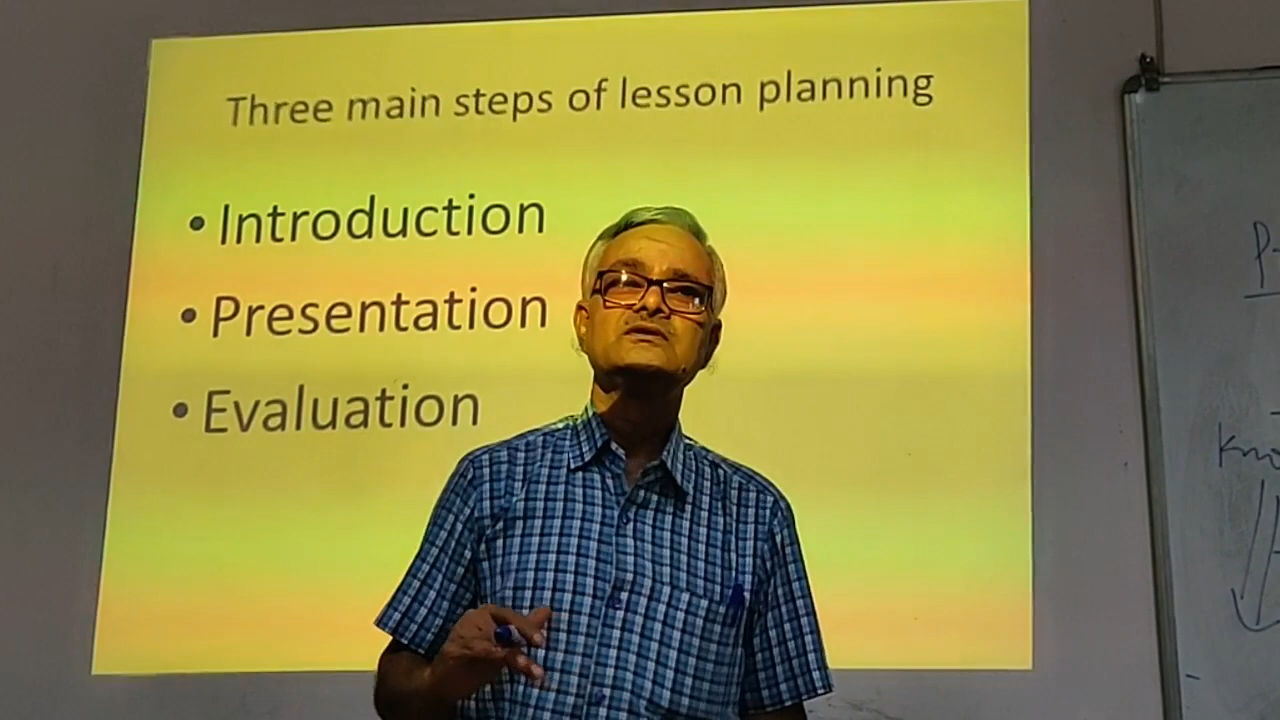 Three main steps of lesson planning
• Introduction
• Presentation
• Evaluation